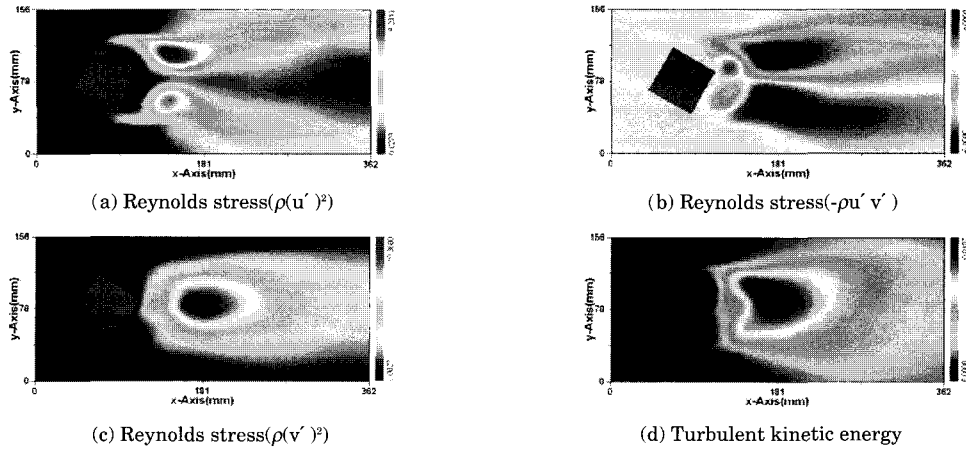 156
y-Axis(mm)
78
0
0
181
362
x-Axis(mm)
(a) Reynolds stress(ρ(u′)²)
156
y-Axis(mm)
78
0
0
181
362
x-Axis(mm)
(b) Reynolds stress(-ρu′v′)
156
y-Axis(mm)
78
0
0
181
362
x-Axis(mm)
(c) Reynolds stress(ρ(v′)²)
156
y-Axis(mm)
78
0
0
181
362
x-Axis(mm)
(d) Turbulent kinetic energy